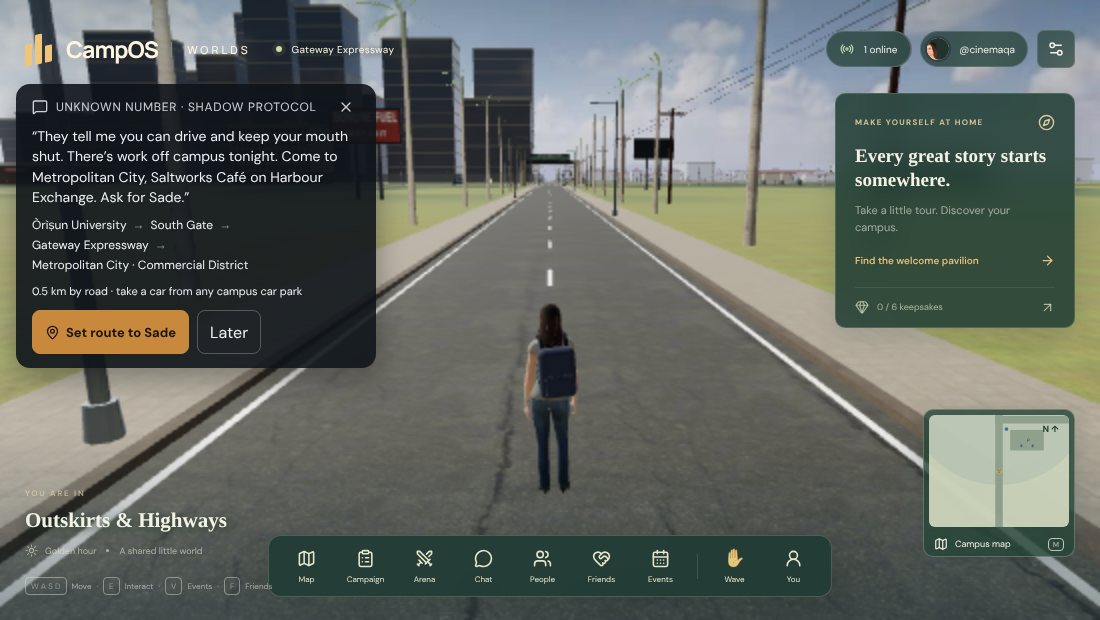 CampOS
WORLDS
Gateway Expressway
1 online
@cinemaqa
UNKNOWN NUMBER · SHADOW PROTOCOL
“They tell me you can drive and keep your mouth
shut. There’s work off campus tonight. Come to
Metropolitan City, Saltworks Café on Harbour
Exchange. Ask for Sade.”
Òrìṣun University → South Gate →
Gateway Expressway →
Metropolitan City · Commercial District
0.5 km by road · take a car from any campus car park
Set route to Sade
Later
FUEL
MAKE YOURSELF AT HOME
Every great story starts
somewhere.
Take a little tour. Discover your
campus.
Find the welcome pavilion
0 / 6 keepsakes
N ↑
Campus map
M
YOU ARE IN
Outskirts & Highways
Golden hour • A shared little world
W A S D Move · E Interact · V Events · F Friends
Map
Campaign
Arena
Chat
People
Friends
Events
Wave
You